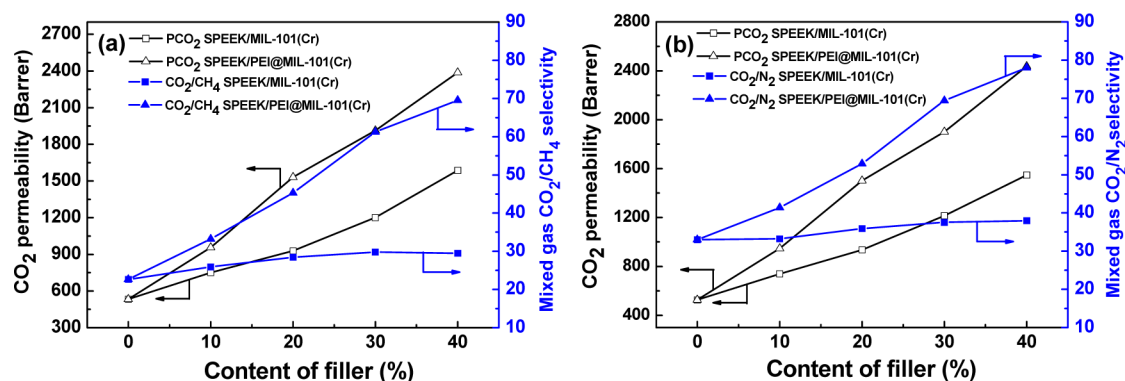 (a)
PCO2 SPEEK/MIL-101(Cr)
PCO2 SPEEK/PEI@MIL-101(Cr)
CO2/CH4 SPEEK/MIL-101(Cr)
CO2/CH4 SPEEK/PEI@MIL-101(Cr)
CO2 permeability (Barrer)
2700
2400
2100
1800
1500
1200
900
600
300
0 10 20 30 40
Content of filler (%)
90
80
70
60
50
40
30
20
10
Mixed gas CO2/CH4 selectivity
(b)
PCO2 SPEEK/MIL-101(Cr)
PCO2 SPEEK/PEI@MIL-101(Cr)
CO2/N2 SPEEK/MIL-101(Cr)
CO2/N2 SPEEK/PEI@MIL-101(Cr)
CO2 permeability (Barrer)
2800
2400
2000
1600
1200
800
400
0 10 20 30 40
Content of filler (%)
90
80
70
60
50
40
30
20
10
Mixed gas CO2/N2selectivity